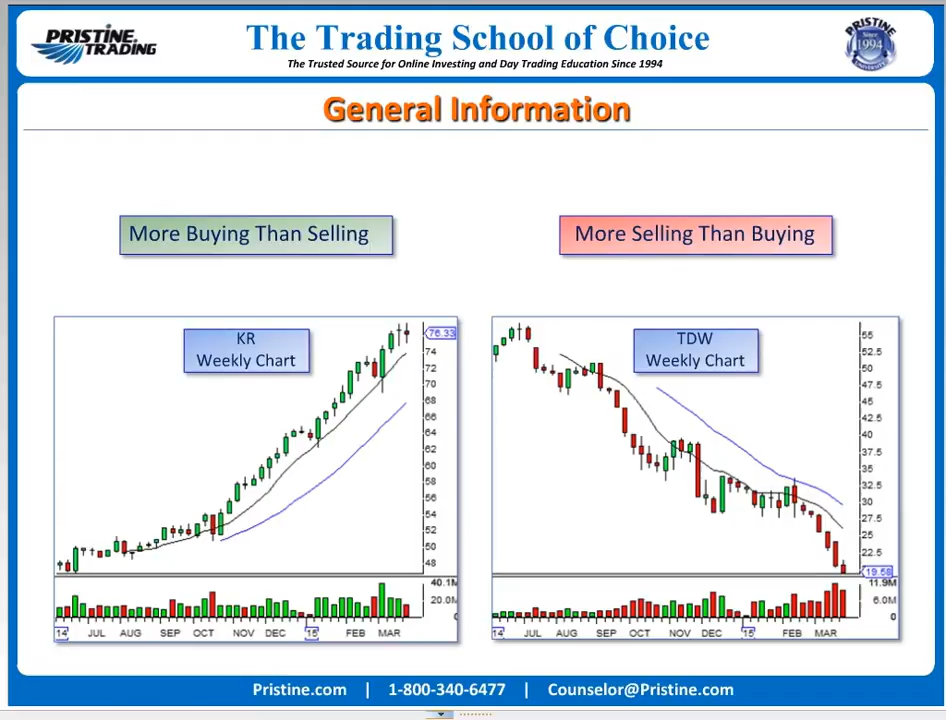 PRISTINE.
TRADING
The Trading School of Choice
The Trusted Source for Online Investing and Day Trading Education Since 1994
PRISTINE
Since
1994
UNIVERSITY
General Information
More Buying Than Selling
More Selling Than Buying
KR
Weekly Chart
76.33
74
72
70
68
66
64
62
60
58
56
54
52
50
48
40.1M
20.0M
0
14 JUL AUG SEP OCT NOV DEC 15 FEB MAR
TDW
Weekly Chart
55
52.5
50
47.5
45
42.5
40
37.5
35
32.5
30
27.5
25
22.5
19.58
11.9M
6.0M
0
14 JUL AUG SEP OCT NOV DEC 15 FEB MAR
Pristine.com | 1-800-340-6477 | Counselor@Pristine.com